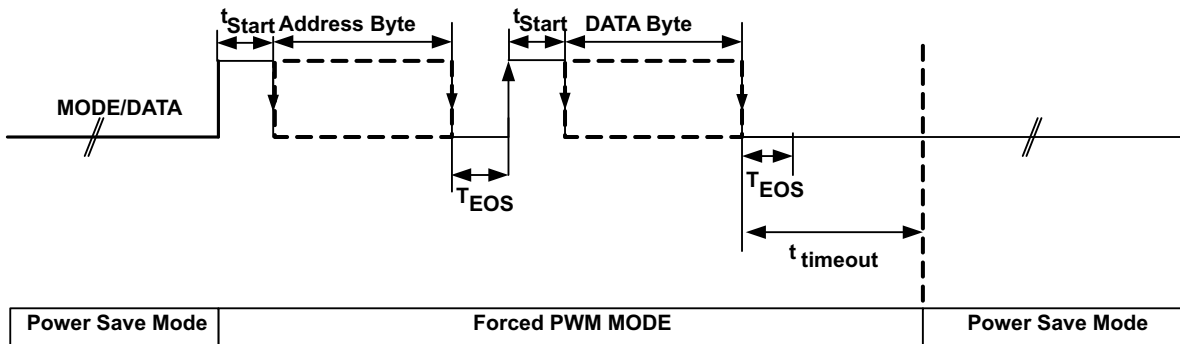 tStart Address Byte tStart DATA Byte
MODE/DATA
TEOS TEOS
t timeout
Power Save Mode Forced PWM MODE Power Save Mode